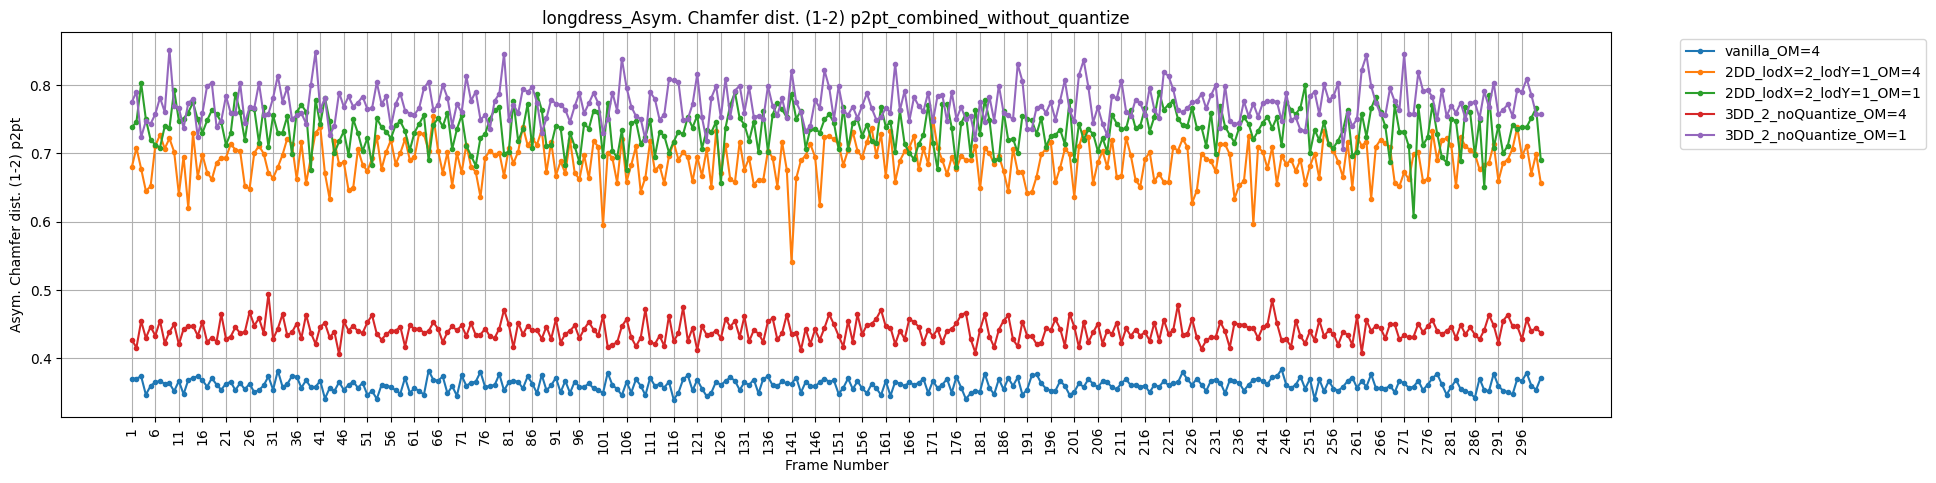 longdress_Asym. Chamfer dist. (1-2) p2pt_combined_without_quantize
Asym. Chamfer dist. (1-2) p2pt
0.8
0.7
0.6
0.5
0.4
1 6 11 16 21 26 31 36 41 46 51 56 61 66 71 76 81 86 91 96 101 106 111 116 121 126 131 136 141 146 151 156 161 166 171 176 181 186 191 196 201 206 211 216 221 226 231 236 241 246 251 256 261 266 271 276 281 286 291 296
Frame Number
vanilla_OM=4
2DD_lodX=2_lodY=1_OM=4
2DD_lodX=2_lodY=1_OM=1
3DD_2_noQuantize_OM=4
3DD_2_noQuantize_OM=1